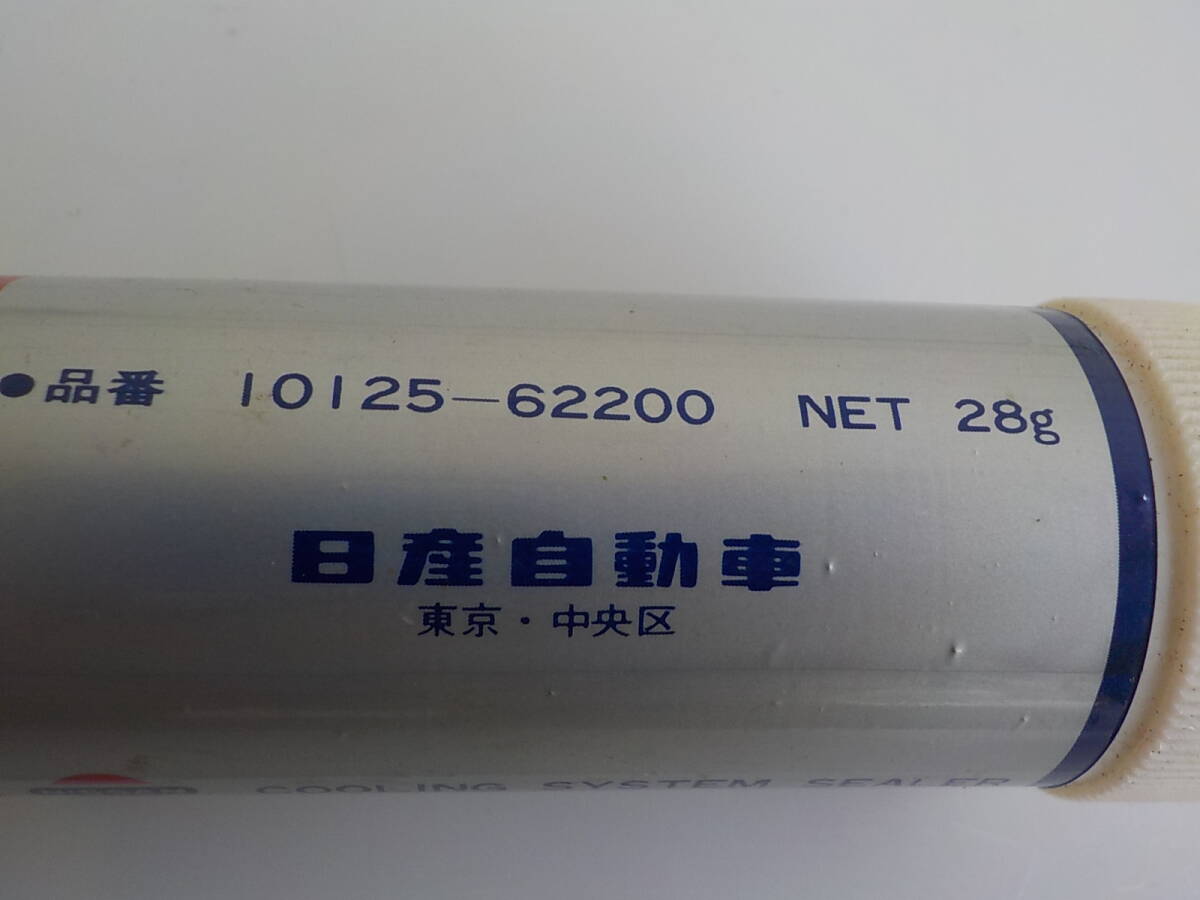 ●品番 10125-62200 NET 28g
日産自動車
東京・中央区
COOLING SYSTEM SEALER